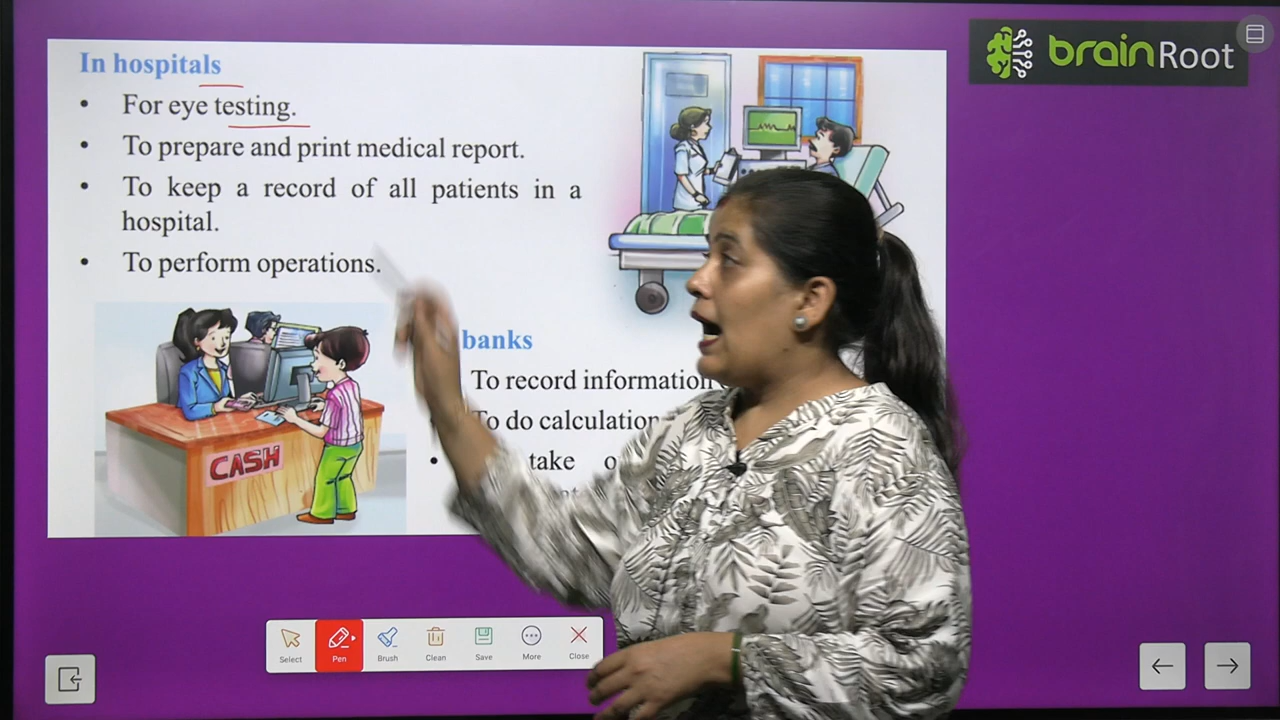 In hospitals
• For eye testing.
• To prepare and print medical report.
• To keep a record of all patients in a
hospital.
• To perform operations.
banks
To record information
To do calculation
• take
CASH
brainRoot
Select
Pen
Brush
Clean
Save
More
Close